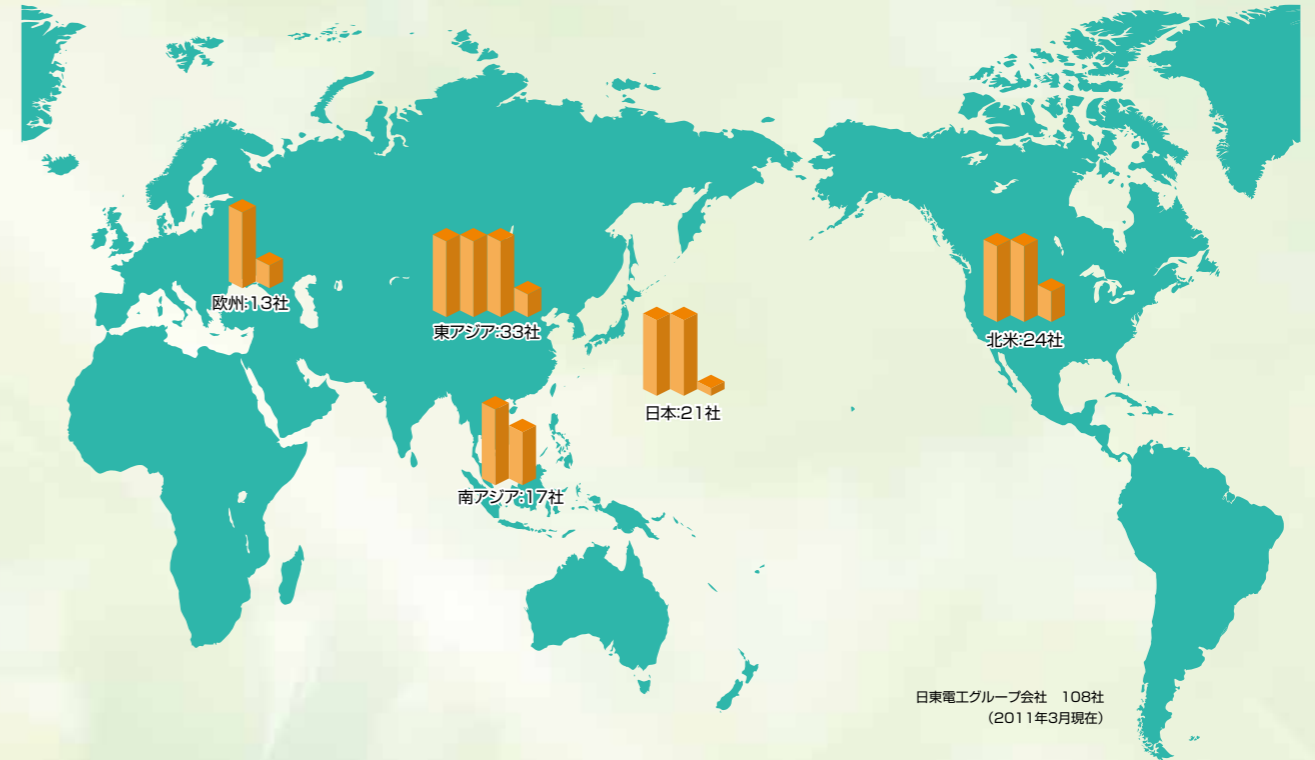 欧州:13社
東アジア:33社
北米:24社
日本:21社
南アジア:17社
日東電工グループ会社　108社
（2011年3月現在）